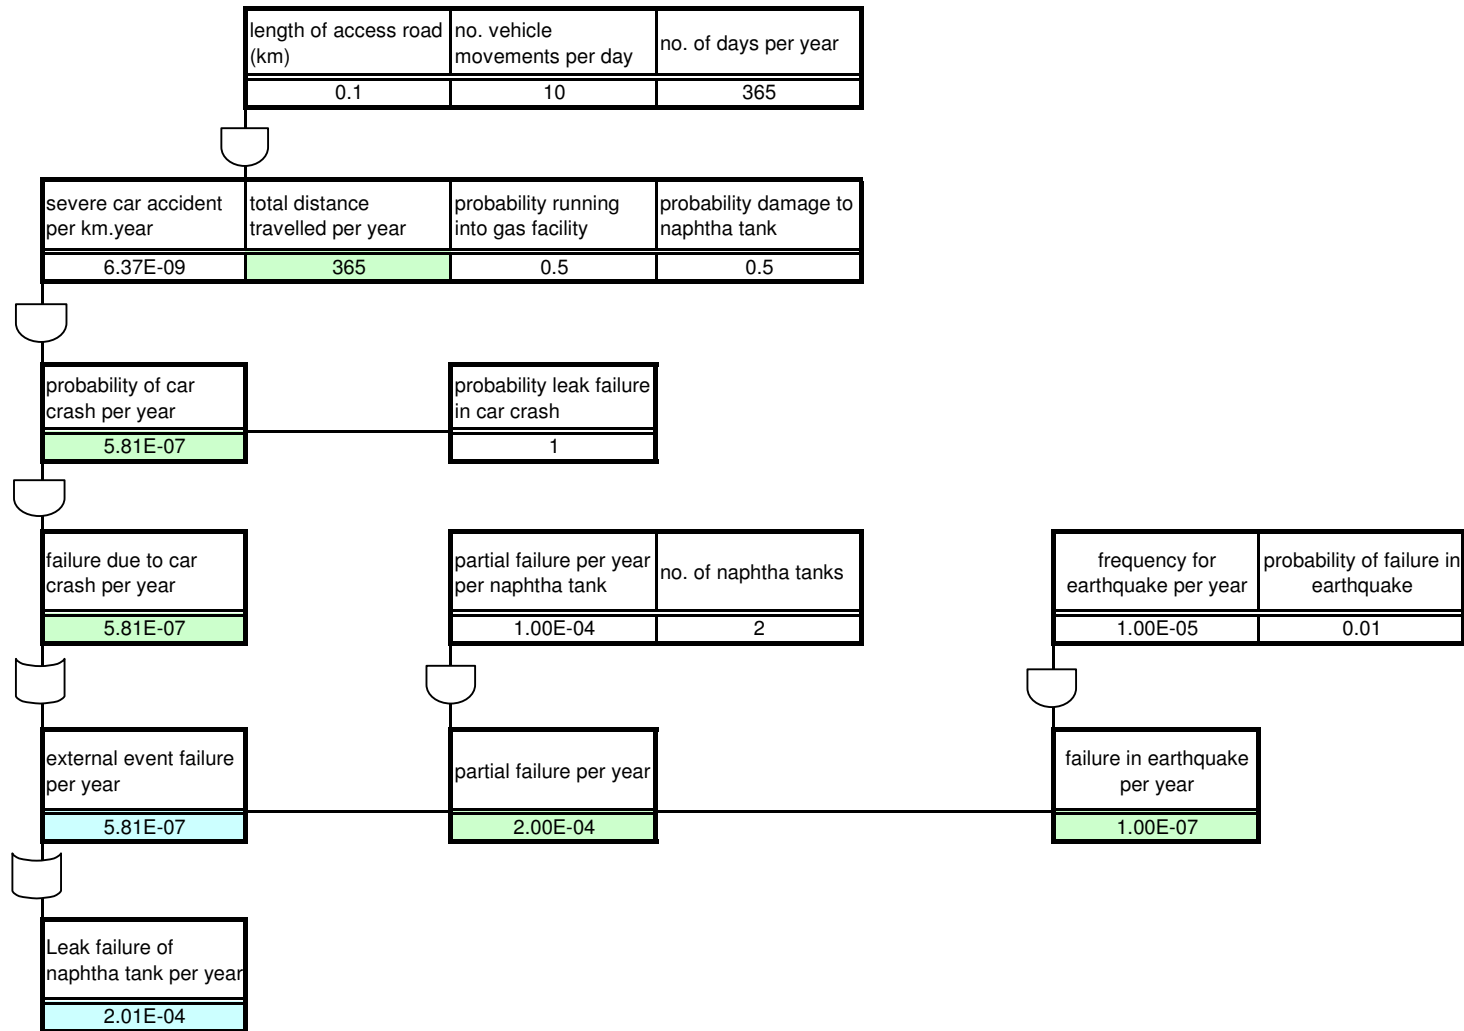 length of access road
(km)
no. vehicle
movements per day
no. of days per year
0.1
10
365
severe car accident
per km.year
total distance
travelled per year
probability running
into gas facility
probability damage to
naphtha tank
6.37E-09
365
0.5
0.5
probability of car
crash per year
5.81E-07
probability leak failure
in car crash
1
failure due to car
crash per year
5.81E-07
partial failure per year
per naphtha tank
no. of naphtha tanks
1.00E-04
2
frequency for
earthquake per year
probability of failure in
earthquake
1.00E-05
0.01
external event failure
per year
5.81E-07
partial failure per year
2.00E-04
failure in earthquake
per year
1.00E-07
Leak failure of
naphtha tank per year
2.01E-04